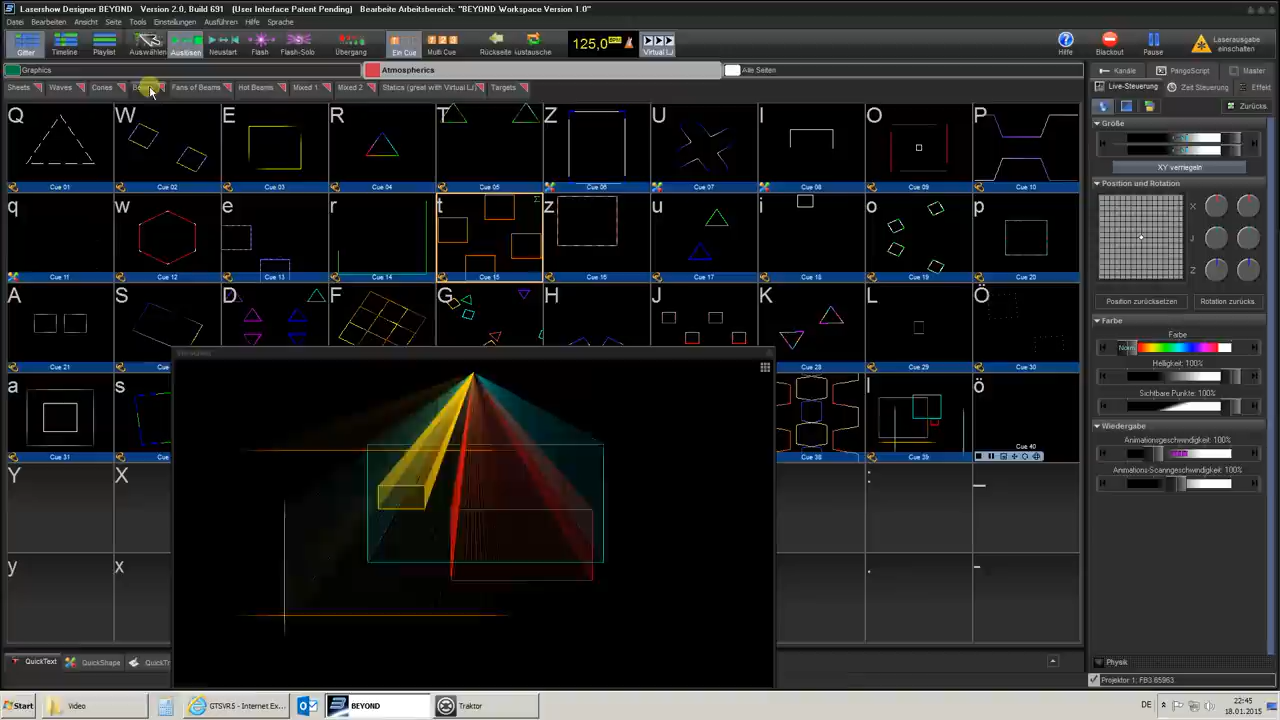 Lasershow Designer BEYOND Version 2.0, Build 691 (User Interface Patent Pending) Bearbeite Arbeitsbereich: "BEYOND Workspace Version 1.0"
Datei Bearbeiten Ansicht Seite Tools Einstellungen Ausführen Hilfe Sprache
Gitter Timeline Playlist Auswählen Auslösen Neustart Flash Flash-Solo Übergang Ein Cue Multi Cue Rückseite 125,0 Virtual LJ Hilfe Blackout Pause Laserausgabe einschalten
Graphics Atmospherics Alle Seiten
Kanäle PangoScript Master
Sheets Waves Cones Fans of Beams Hot Beams Mixed 1 Mixed 2 Statics (great with Virtual LJ) Targets
Live-Steuerung Zeit Steuerung Effekt
Zurücks.
Q W E R T Z U I O P
Cue 01 Cue 02 Cue 03 Cue 04 Cue 05 Cue 06 Cue 07 Cue 08 Cue 09 Cue 10
q w e r t z u i o p
Cue 11 Cue 12 Cue 13 Cue 14 Cue 15 Cue 16 Cue 17 Cue 18 Cue 19 Cue 20
A S D F G H J K L Ö
Cue 21 Cue 28 Cue 29 Cue 30
a s l ö
Cue 31 Cue 38 Cue 39 Cue 40
Y X : _
y x . -
Größe
XY verriegeln
Position und Rotation
X
Z
Position zurücksetzen Rotation zurücks.
Farbe
Farbe
Norm.
Helligkeit: 100%
Sichtbare Punkte: 100%
Wiedergabe
Animationsgeschwindigkeit: 100%
Animations-Scanngeschwindigkeit: 100%
Physik
Projektor 1: FB3 85963
QuickText QuickShape
Start Video GTSVR5 - Internet Ex... BEYOND Traktor DE 22:45
18.01.2015